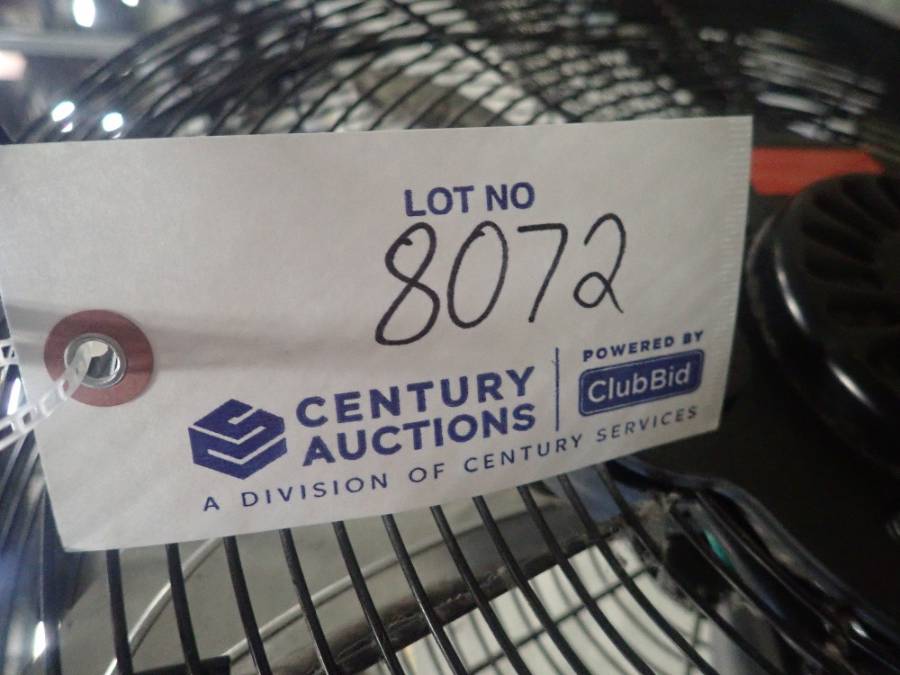 LOT NO
8072
CENTURY
AUCTIONS
POWERED BY
ClubBid
A DIVISION OF CENTURY SERVICES